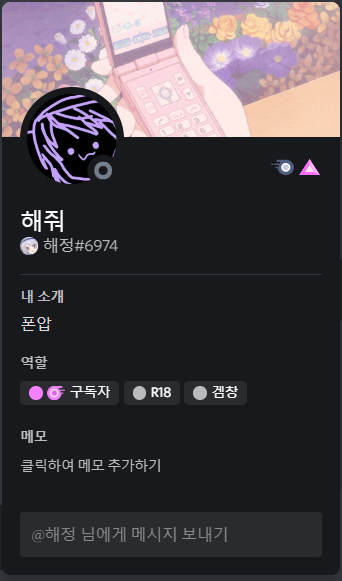 해줘
해정#6974
내 소개
폰압
역할
구독자 R18 겜창
메모
클릭하여 메모 추가하기
@해정 님에게 메시지 보내기